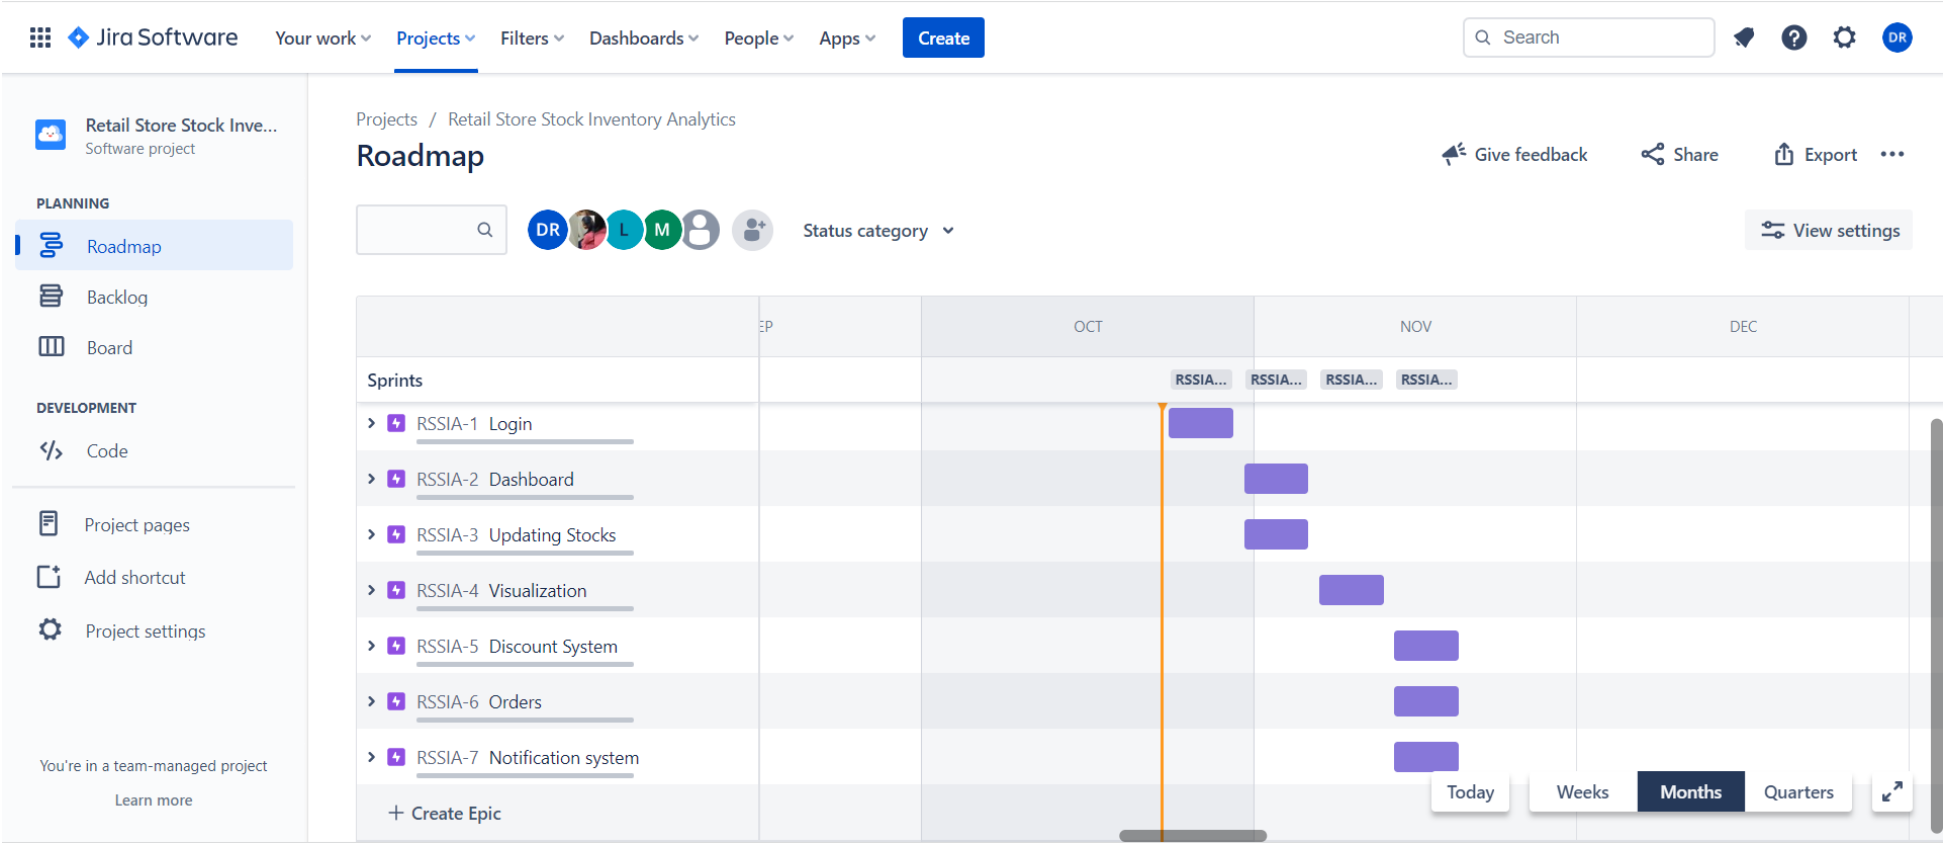 Jira Software Your work Projects Filters Dashboards People Apps Create Search DR
Retail Store Stock Inve...
Software project
PLANNING
Roadmap
Backlog
Board
DEVELOPMENT
Code
Project pages
Add shortcut
Project settings
You're in a team-managed project
Learn more
Projects / Retail Store Stock Inventory Analytics
Roadmap
Give feedback Share Export
DR L M Status category View settings
EP OCT NOV DEC
Sprints RSSIA... RSSIA... RSSIA... RSSIA...
RSSIA-1 Login
RSSIA-2 Dashboard
RSSIA-3 Updating Stocks
RSSIA-4 Visualization
RSSIA-5 Discount System
RSSIA-6 Orders
RSSIA-7 Notification system
Today Weeks Months Quarters
+ Create Epic